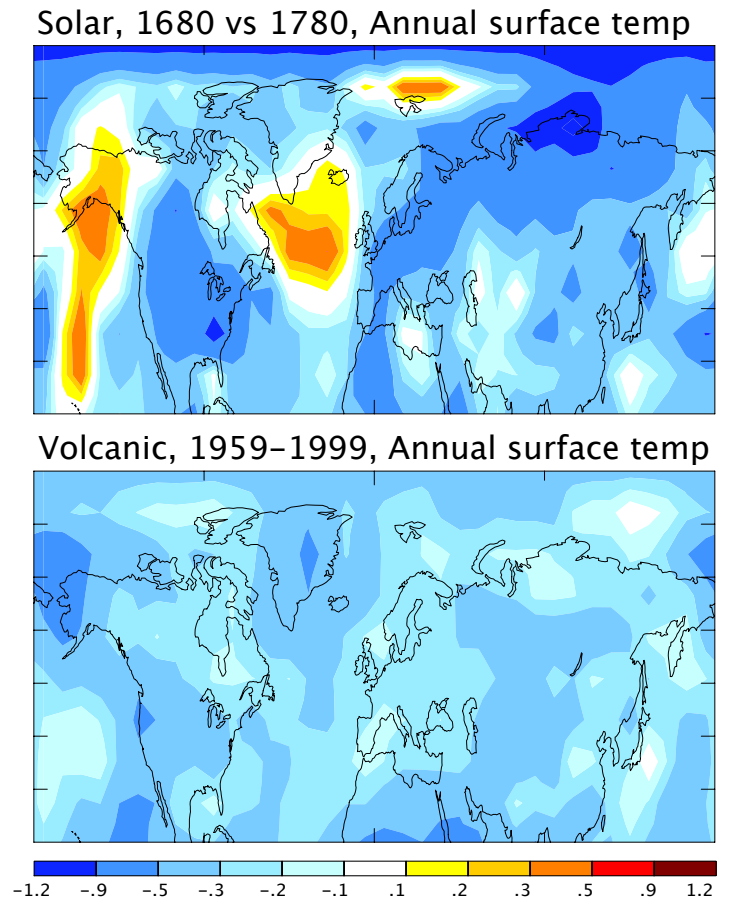 Solar, 1680 vs 1780, Annual surface temp
Volcanic, 1959-1999, Annual surface temp
-1.2 -.9 -.5 -.3 -.2 -.1 .1 .2 .3 .5 .9 1.2